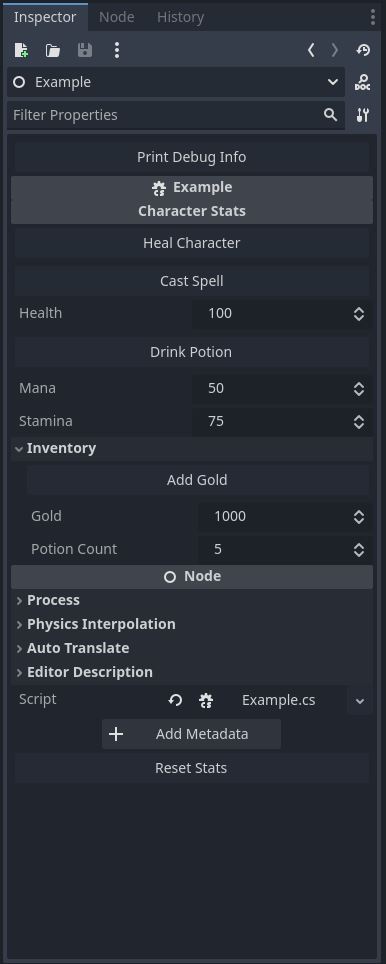 Inspector Node History
Example
DOC
Filter Properties
Print Debug Info
Example
Character Stats
Heal Character
Cast Spell
Health 100
Drink Potion
Mana 50
Stamina 75
Inventory
Add Gold
Gold 1000
Potion Count 5
Node
Process
Physics Interpolation
Auto Translate
Editor Description
Script Example.cs
Add Metadata
Reset Stats